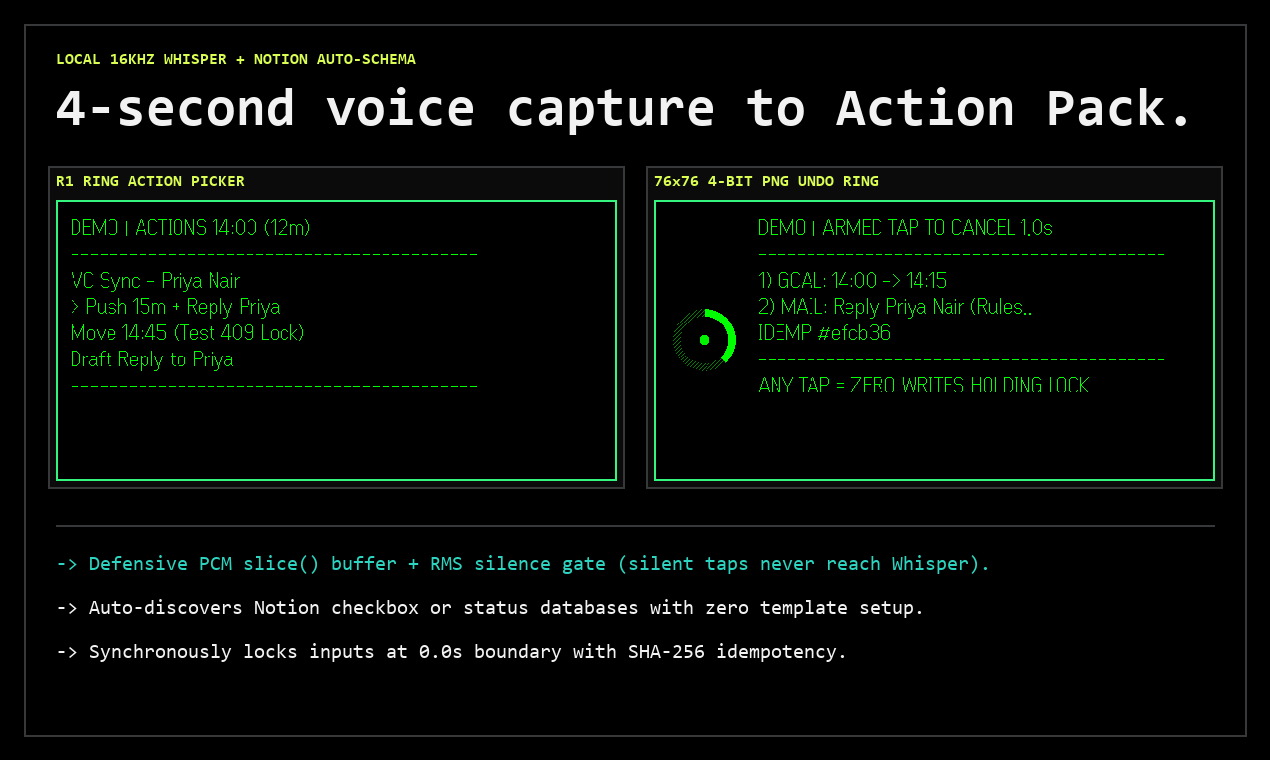 LOCAL 16KHZ WHISPER + NOTION AUTO-SCHEMA
4-second voice capture to Action Pack.
R1 RING ACTION PICKER
DEMO | ACTIONS 14:00 (12m)
----------------------------------------
VC Sync - Priya Nair
> Push 15m + Reply Priya
Move 14:45 (Test 409 Lock)
Draft Reply to Priya
----------------------------------------
76x76 4-BIT PNG UNDO RING
DEMO | ARMED TAP TO CANCEL 1.0s
----------------------------------------
1) GCAL: 14:00 -> 14:15
2) MAIL: Reply Priya Nair (Rules..
IDEMP #efcb36
----------------------------------------
ANY TAP = ZERO WRITES HOLDING LOCK
-> Defensive PCM slice() buffer + RMS silence gate (silent taps never reach Whisper).
-> Auto-discovers Notion checkbox or status databases with zero template setup.
-> Synchronously locks inputs at 0.0s boundary with SHA-256 idempotency.